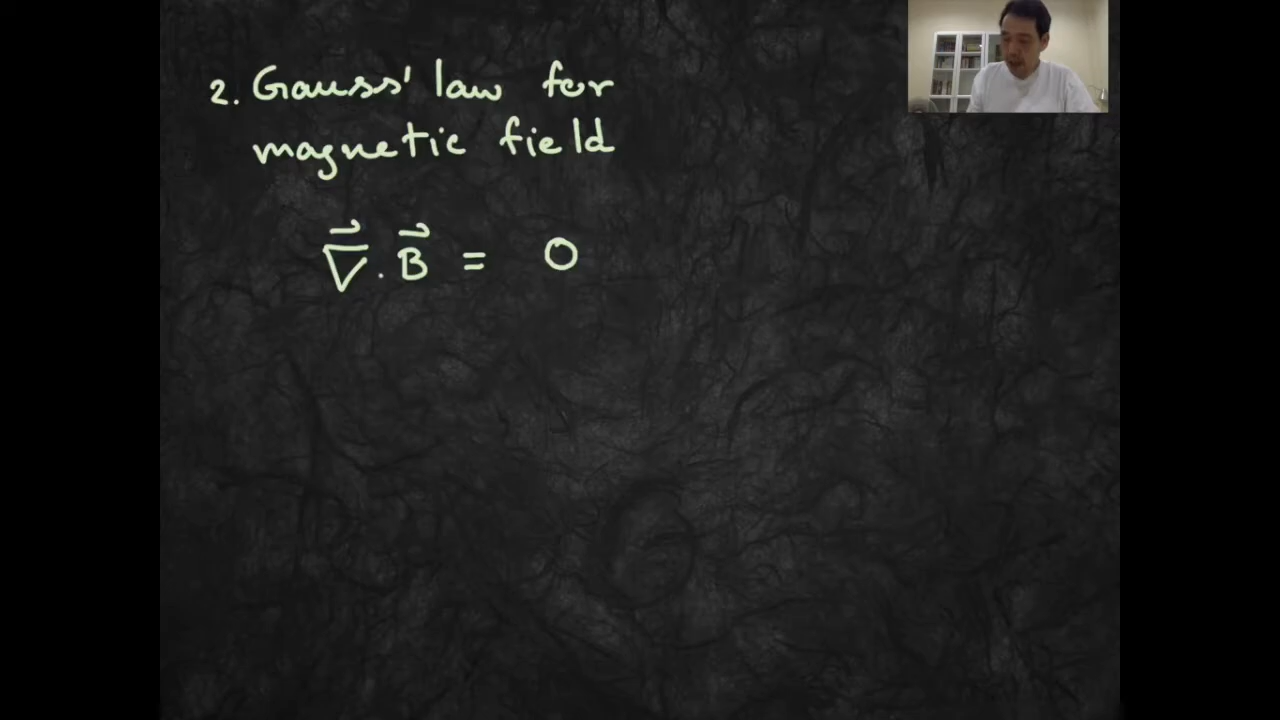 2. Gauss' law for
magnetic field
∇⃗ . B⃗ = 0